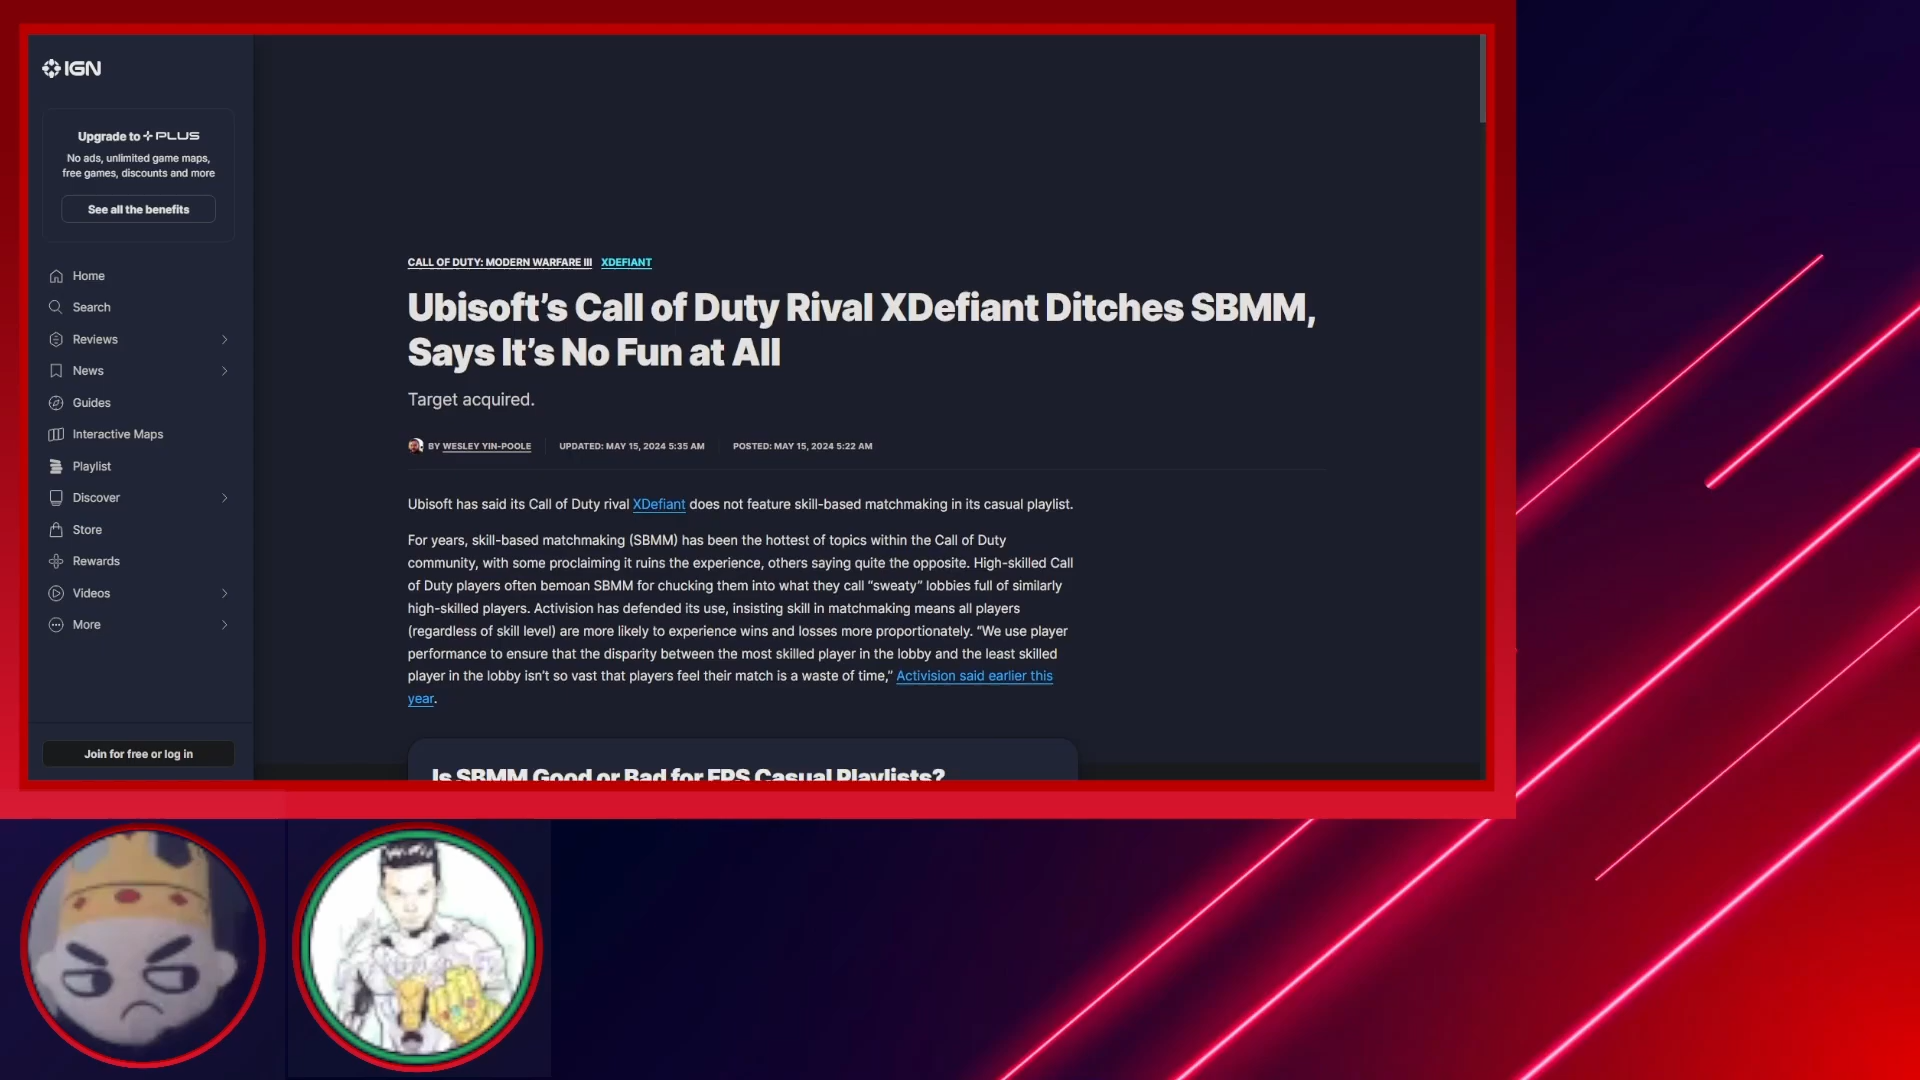 IGN
Upgrade to PLUS
No ads, unlimited game maps,
free games, discounts and more
See all the benefits
Home
Search
Reviews
News
Guides
Interactive Maps
Playlist
Discover
Store
Rewards
Videos
More
Join for free or log in
CALL OF DUTY: MODERN WARFARE III XDEFIANT
Ubisoft’s Call of Duty Rival XDefiant Ditches SBMM,
Says It’s No Fun at All
Target acquired.
BY WESLEY YIN-POOLE UPDATED: MAY 15, 2024 5:35 AM POSTED: MAY 15, 2024 5:22 AM
Ubisoft has said its Call of Duty rival XDefiant does not feature skill-based matchmaking in its casual playlist.
For years, skill-based matchmaking (SBMM) has been the hottest of topics within the Call of Duty
community, with some proclaiming it ruins the experience, others saying quite the opposite. High-skilled Call
of Duty players often bemoan SBMM for chucking them into what they call “sweaty” lobbies full of similarly
high-skilled players. Activision has defended its use, insisting skill in matchmaking means all players
(regardless of skill level) are more likely to experience wins and losses more proportionately. “We use player
performance to ensure that the disparity between the most skilled player in the lobby and the least skilled
player in the lobby isn’t so vast that players feel their match is a waste of time,” Activision said earlier this
year.
Is SBMM Good or Bad for FPS Casual Playlists?